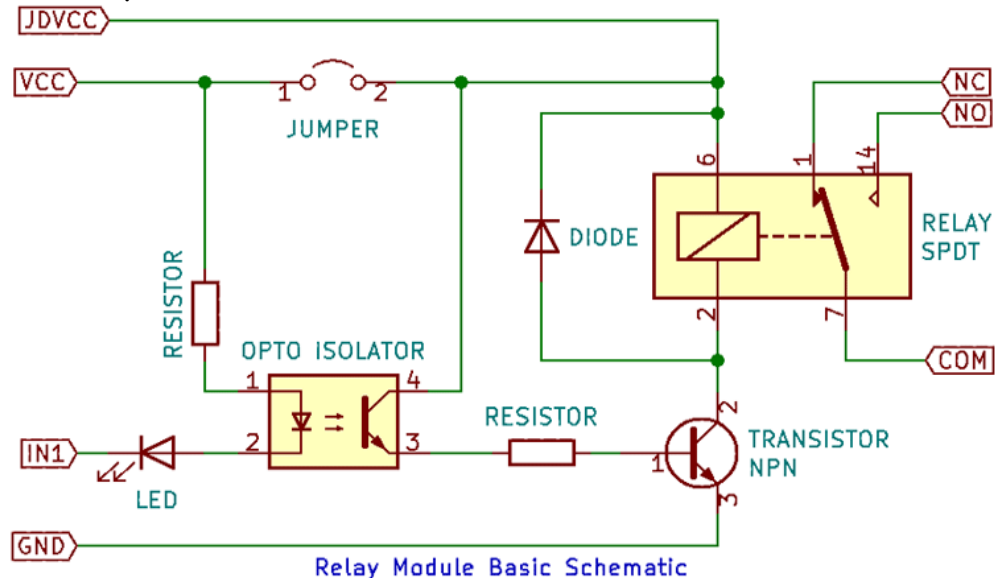 JDVCC
VCC
1
2
JUMPER
NC
NO
6
1
14
DIODE
RELAY
SPDT
RESISTOR
2
7
OPTO ISOLATOR
COM
1
4
RESISTOR
2
IN1
2
3
1
TRANSISTOR
NPN
LED
3
GND
Relay Module Basic Schematic